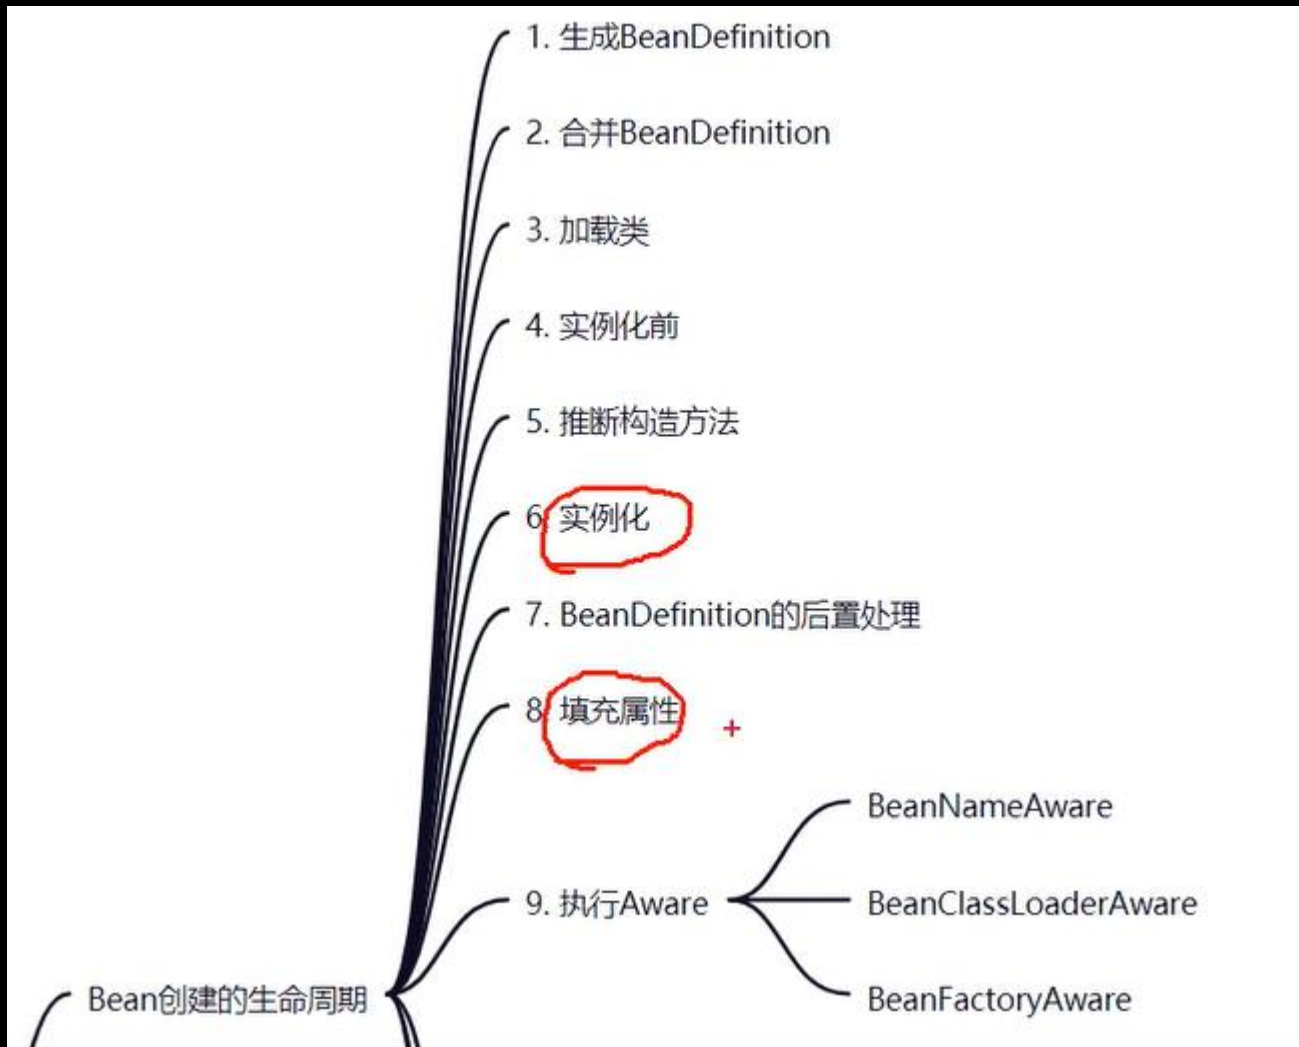 1. 生成BeanDefinition
2. 合并BeanDefinition
3. 加载类
4. 实例化前
5. 推断构造方法
6. 实例化
7. BeanDefinition的后置处理
8. 填充属性
BeanNameAware
9. 执行Aware
BeanClassLoaderAware
BeanFactoryAware
Bean创建的生命周期